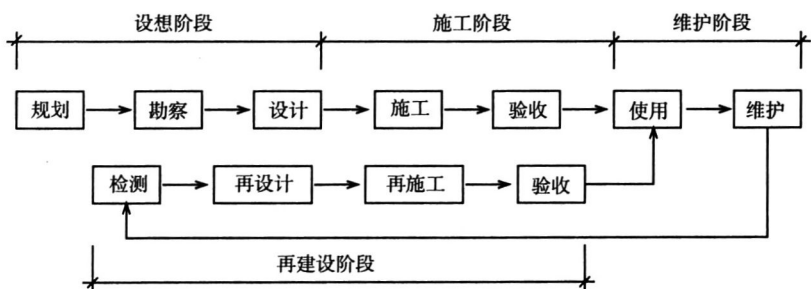 设想阶段 施工阶段 维护阶段
规划 勘察 设计 施工 验收 使用 维护
检测 再设计 再施工 验收
再建设阶段